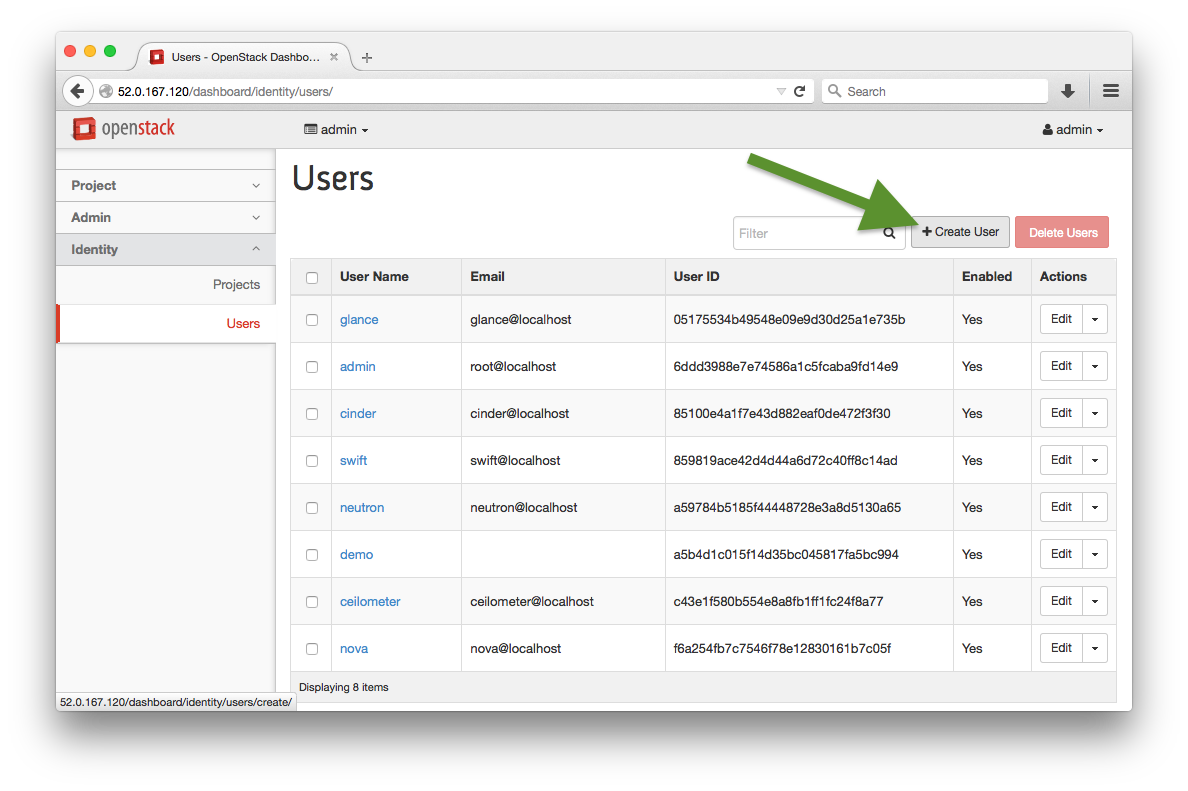 Users - OpenStack Dashbo...
52.0.167.120/dashboard/identity/users/
Search
openstack
admin
admin
Project
Admin
Identity
Projects
Users
Users
Filter
+ Create User
Delete Users
User Name Email User ID Enabled Actions
glance glance@localhost 05175534b49548e09e9d30d25a1e735b Yes Edit
admin root@localhost 6ddd3988e7e74586a1c5fcaba9fd14e9 Yes Edit
cinder cinder@localhost 85100e4a1f7e43d882eaf0de472f3f30 Yes Edit
swift swift@localhost 859819ace42d4d44a6d72c40ff8c14ad Yes Edit
neutron neutron@localhost a59784b5185f44448728e3a8d5130a65 Yes Edit
demo a5b4d1c015f14d35bc045817fa5bc994 Yes Edit
ceilometer ceilometer@localhost c43e1f580b554e8a8fb1ff1fc24f8a77 Yes Edit
nova nova@localhost f6a254fb7c7546f78e12830161b7c05f Yes Edit
Displaying 8 items
52.0.167.120/dashboard/identity/users/create/